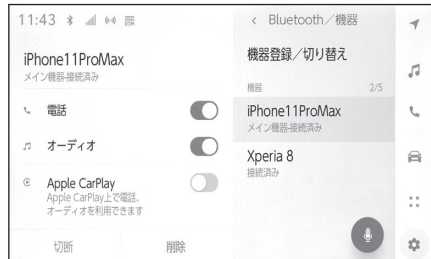 11:43
iPhone11ProMax
メイン機器-接続済み
電話
オーディオ
Apple CarPlay
Apple CarPlay上で電話、
オーディオを利用できます
切断
削除
< Bluetooth／機器
機器登録／切り替え
機器 2/5
iPhone11ProMax
メイン機器-接続済み
Xperia 8
接続済み